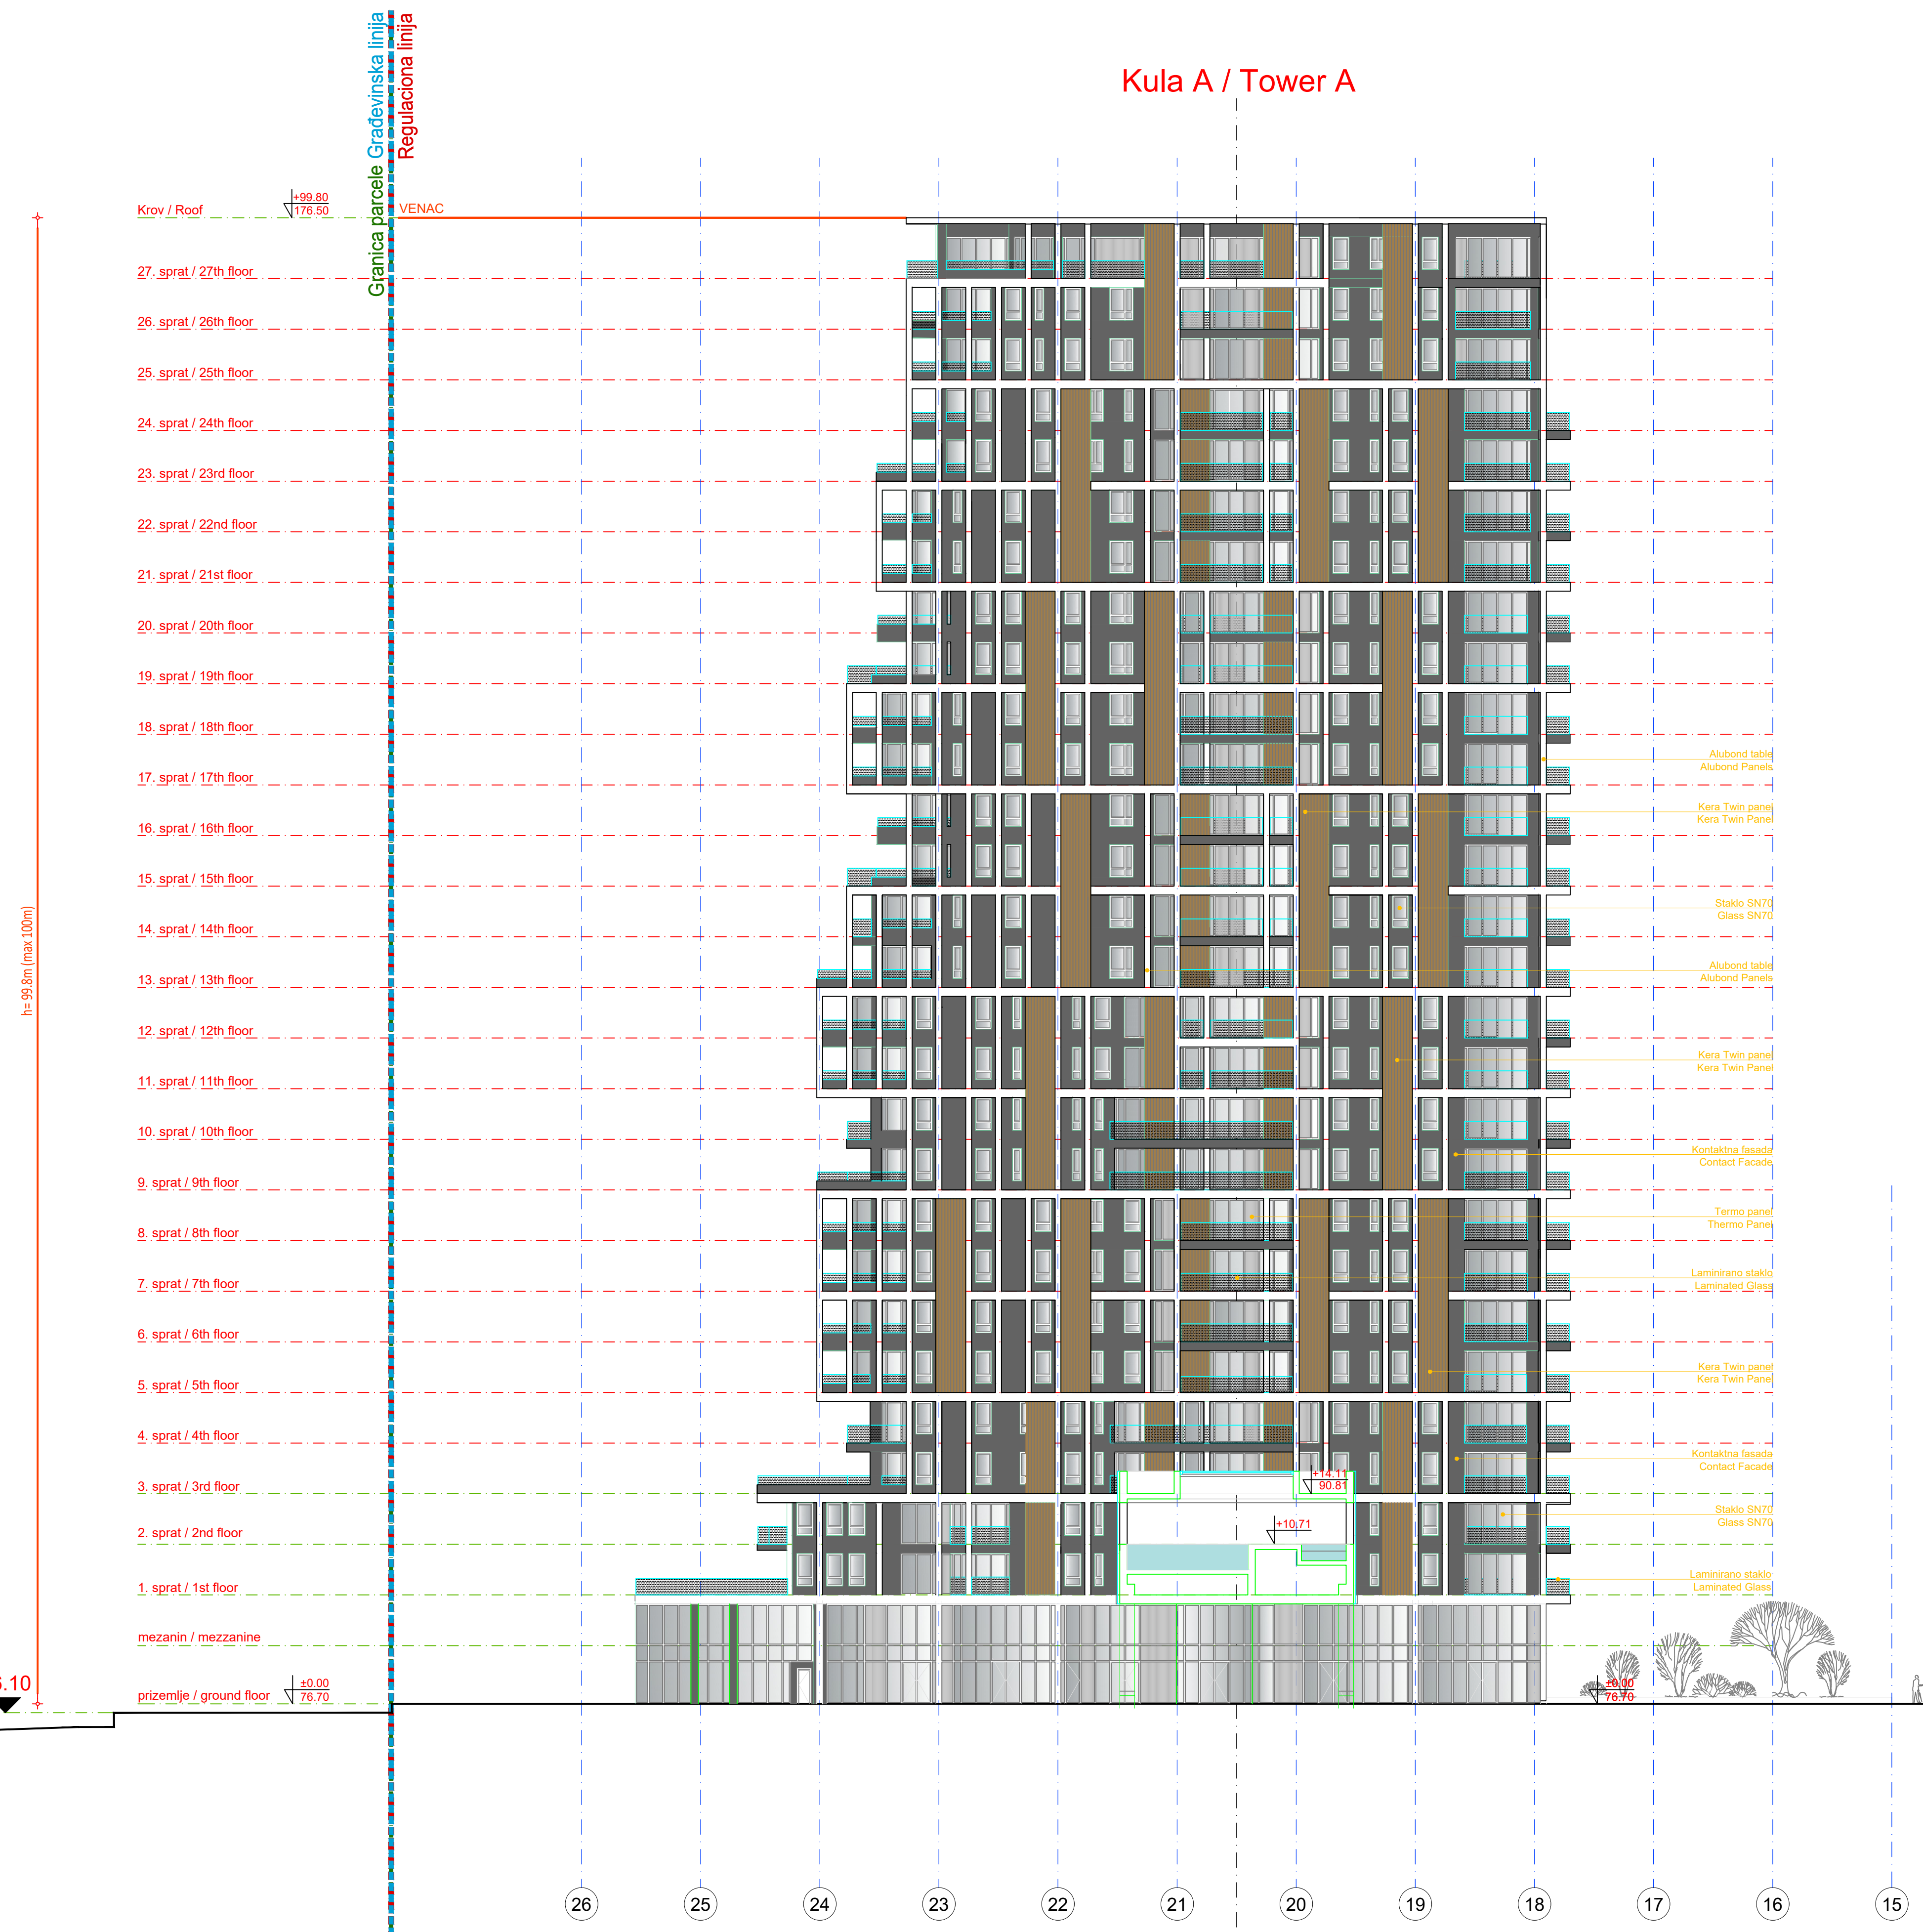 Građevinska linija
Regulaciona linija
Granica parcele
Kula A / Tower A
Krov / Roof
+99.80
176.50
VENAC
27. sprat / 27th floor
26. sprat / 26th floor
25. sprat / 25th floor
24. sprat / 24th floor
23. sprat / 23rd floor
22. sprat / 22nd floor
21. sprat / 21st floor
20. sprat / 20th floor
19. sprat / 19th floor
18. sprat / 18th floor
17. sprat / 17th floor
16. sprat / 16th floor
15. sprat / 15th floor
14. sprat / 14th floor
13. sprat / 13th floor
12. sprat / 12th floor
11. sprat / 11th floor
10. sprat / 10th floor
9. sprat / 9th floor
8. sprat / 8th floor
7. sprat / 7th floor
6. sprat / 6th floor
5. sprat / 5th floor
4. sprat / 4th floor
3. sprat / 3rd floor
2. sprat / 2nd floor
1. sprat / 1st floor
mezanin / mezzanine
prizemlje / ground floor
±0.00
76.70
h= 99.8m (max 100m)
6.10
Alubond table
Alubond Panels
Kera Twin panel
Kera Twin Panel
Staklo SN70
Glass SN70
Alubond table
Alubond Panels
Kera Twin panel
Kera Twin Panel
Kontaktna fasada
Contact Facade
Termo panel
Thermo Panel
Laminirano staklo
Laminated Glass
Kera Twin panel
Kera Twin Panel
Kontaktna fasada
Contact Facade
Staklo SN70
Glass SN70
Laminirano staklo
Laminated Glass
+14.11
90.81
+10.71
±0.00
76.70
26
25
24
23
22
21
20
19
18
17
16
15